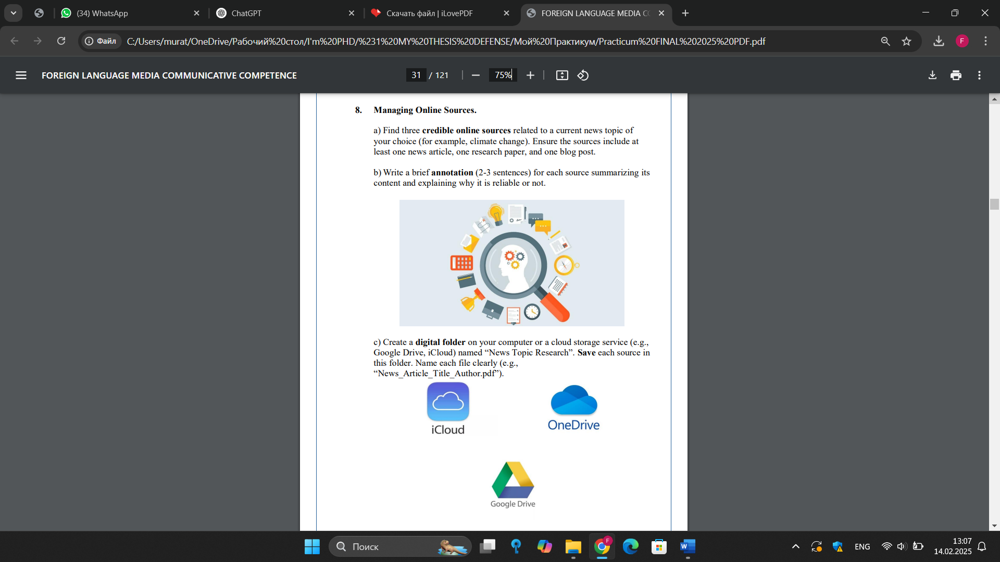 (34) WhatsApp
ChatGPT
Скачать файл | iLovePDF
FOREIGN LANGUAGE MEDIA C
Файл
C:/Users/murat/OneDrive/Рабочий%20стол/I'm%20PHD/%231%20MY%20THESIS%20DEFENSE/Мой%20Практикум/Practicum%20FINAL%202025%20PDF.pdf
F
FOREIGN LANGUAGE MEDIA COMMUNICATIVE COMPETENCE
31 / 121
75%
8. Managing Online Sources.
a) Find three credible online sources related to a current news topic of
your choice (for example, climate change). Ensure the sources include at
least one news article, one research paper, and one blog post.
b) Write a brief annotation (2-3 sentences) for each source summarizing its
content and explaining why it is reliable or not.
c) Create a digital folder on your computer or a cloud storage service (e.g.,
Google Drive, iCloud) named “News Topic Research”. Save each source in
this folder. Name each file clearly (e.g.,
“News_Article_Title_Author.pdf”).
iCloud
OneDrive
Google Drive
Поиск
F
W
ENG
13:07
14.02.2025